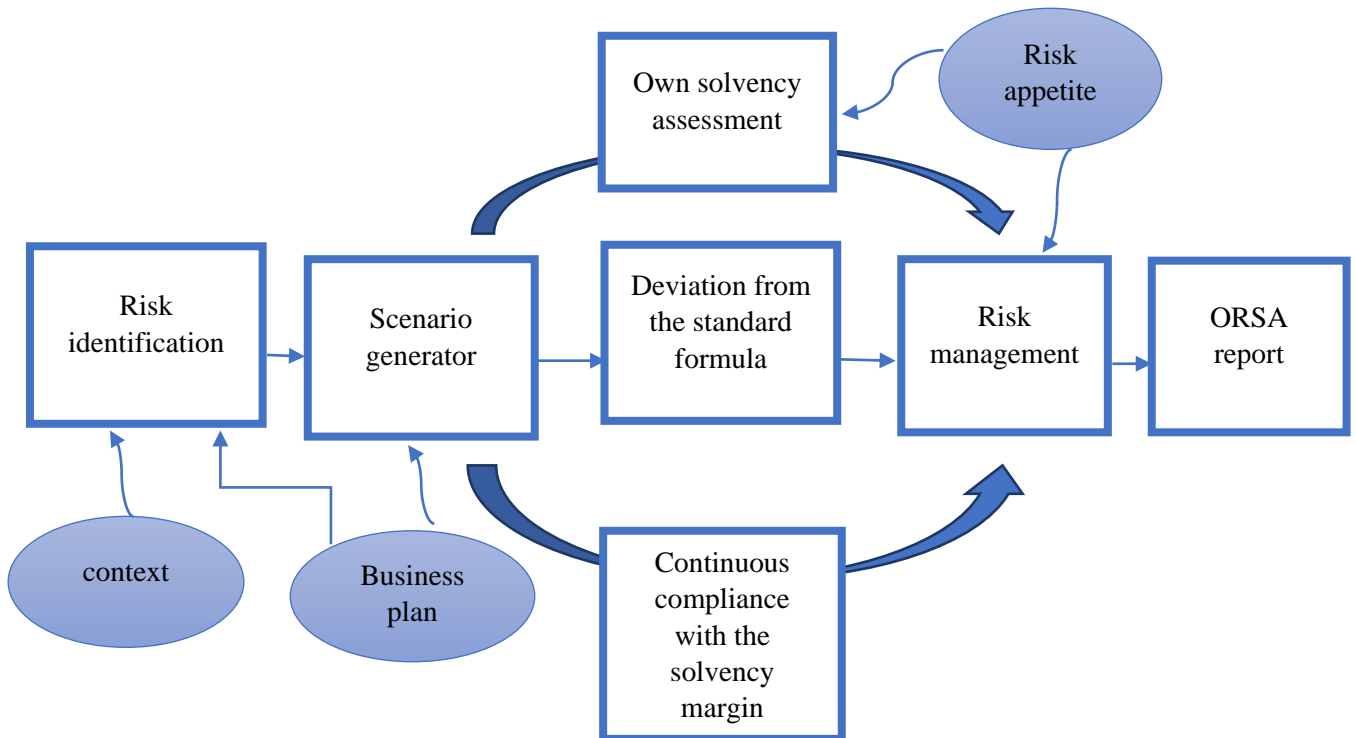 Own solvency
assessment
Risk
appetite
Risk
identification
Scenario
generator
Deviation from
the standard
formula
Risk
management
ORSA
report
context
Business
plan
Continuous
compliance
with the
solvency
margin